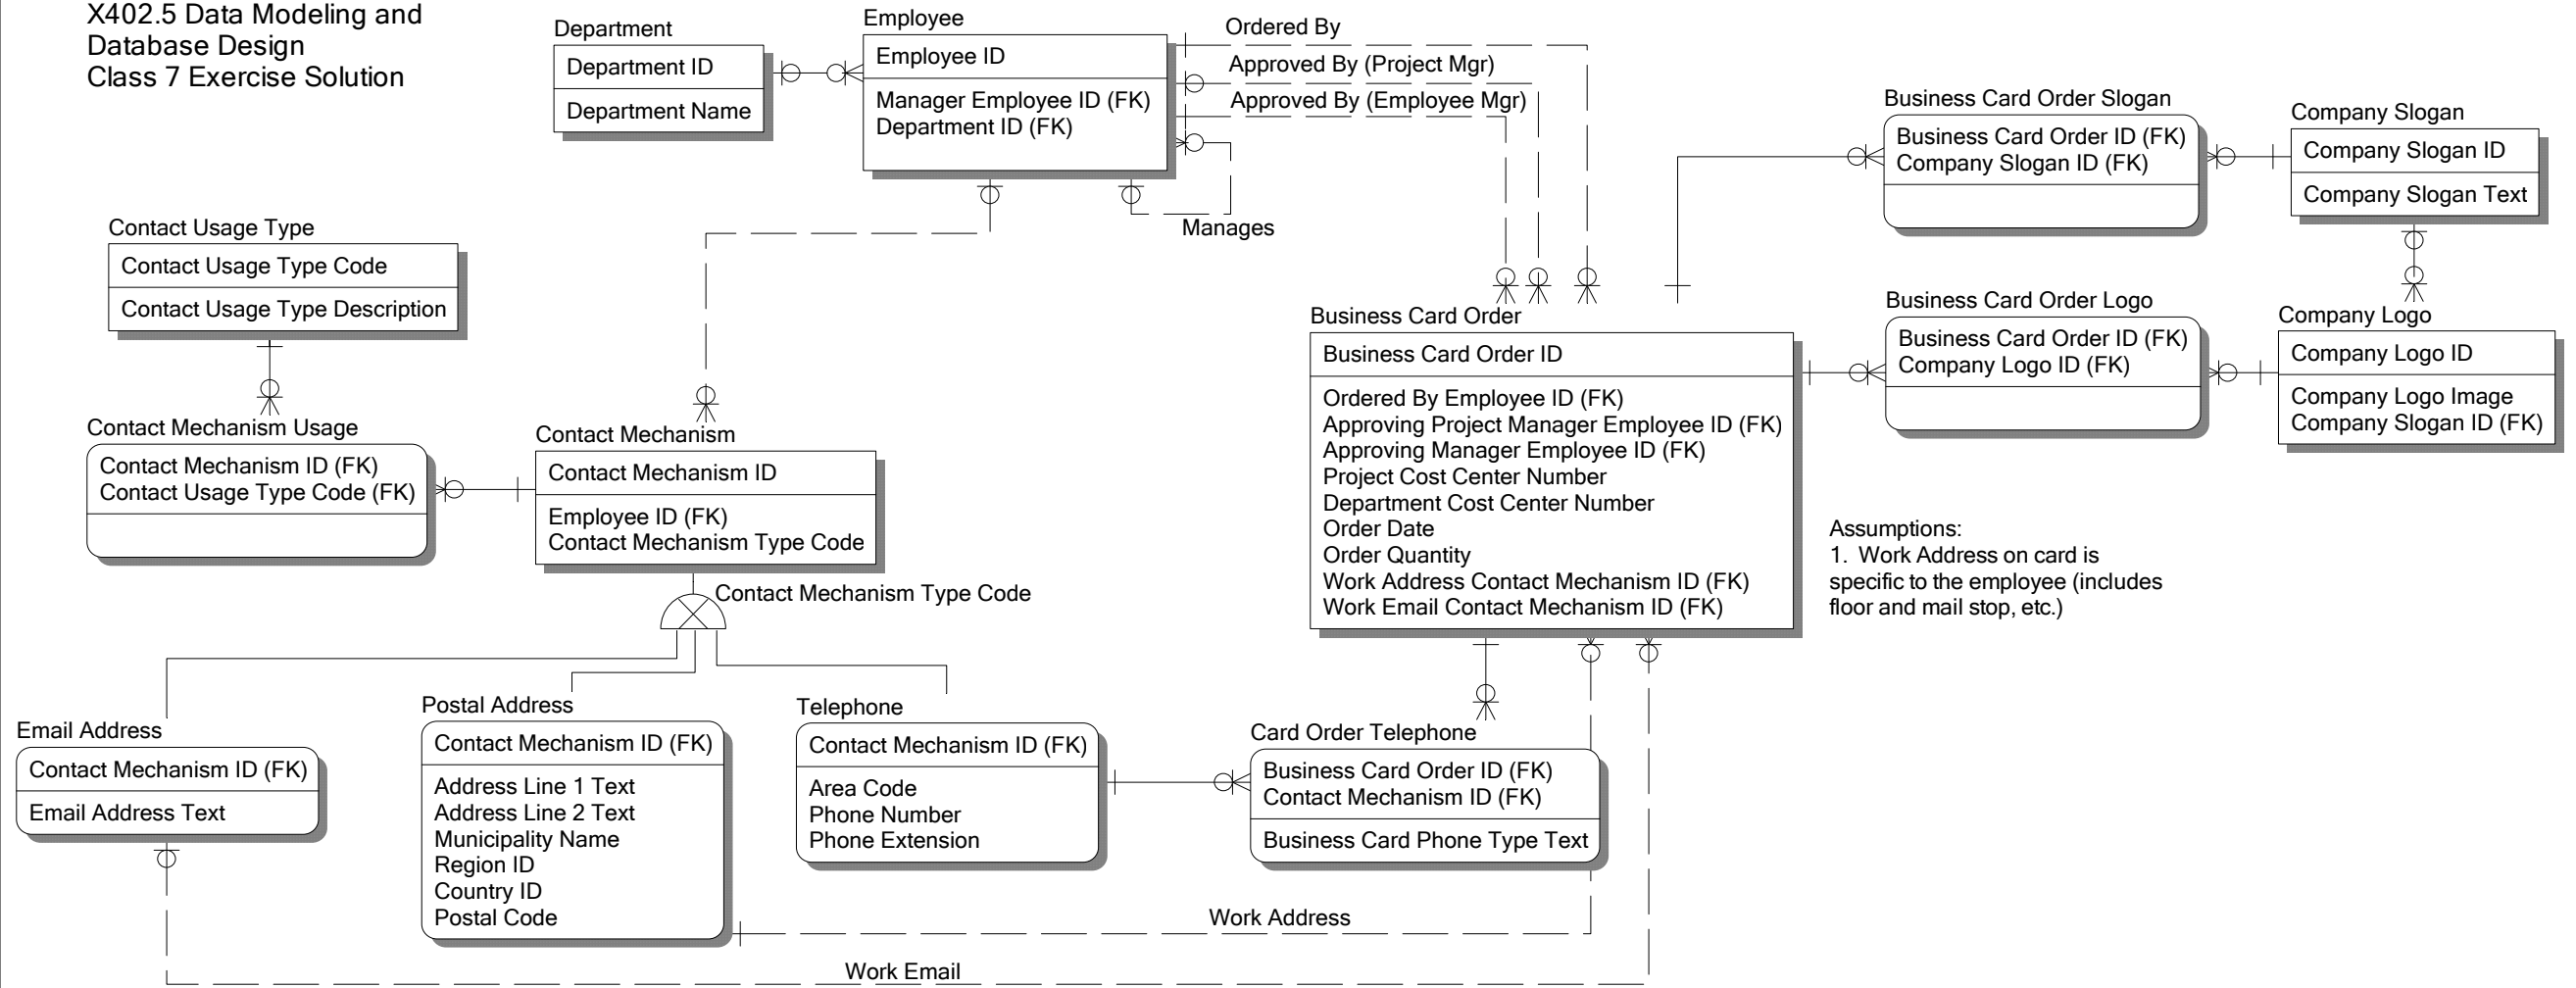 X402.5 Data Modeling and
Database Design
Class 7 Exercise Solution
Department
Department ID
Department Name
Employee
Employee ID
Manager Employee ID (FK)
Department ID (FK)
Ordered By
Approved By (Project Mgr)
Approved By (Employee Mgr)
Manages
Business Card Order Slogan
Business Card Order ID (FK)
Company Slogan ID (FK)
Company Slogan
Company Slogan ID
Company Slogan Text
Contact Usage Type
Contact Usage Type Code
Contact Usage Type Description
Business Card Order Logo
Business Card Order ID (FK)
Company Logo ID (FK)
Company Logo
Company Logo ID
Company Logo Image
Company Slogan ID (FK)
Business Card Order
Business Card Order ID
Ordered By Employee ID (FK)
Approving Project Manager Employee ID (FK)
Approving Manager Employee ID (FK)
Project Cost Center Number
Department Cost Center Number
Order Date
Order Quantity
Work Address Contact Mechanism ID (FK)
Work Email Contact Mechanism ID (FK)
Contact Mechanism Usage
Contact Mechanism ID (FK)
Contact Usage Type Code (FK)
Contact Mechanism
Contact Mechanism ID
Employee ID (FK)
Contact Mechanism Type Code
Contact Mechanism Type Code
Assumptions:
1. Work Address on card is
specific to the employee (includes
floor and mail stop, etc.)
Email Address
Contact Mechanism ID (FK)
Email Address Text
Postal Address
Contact Mechanism ID (FK)
Address Line 1 Text
Address Line 2 Text
Municipality Name
Region ID
Country ID
Postal Code
Telephone
Contact Mechanism ID (FK)
Area Code
Phone Number
Phone Extension
Card Order Telephone
Business Card Order ID (FK)
Contact Mechanism ID (FK)
Business Card Phone Type Text
Work Address
Work Email